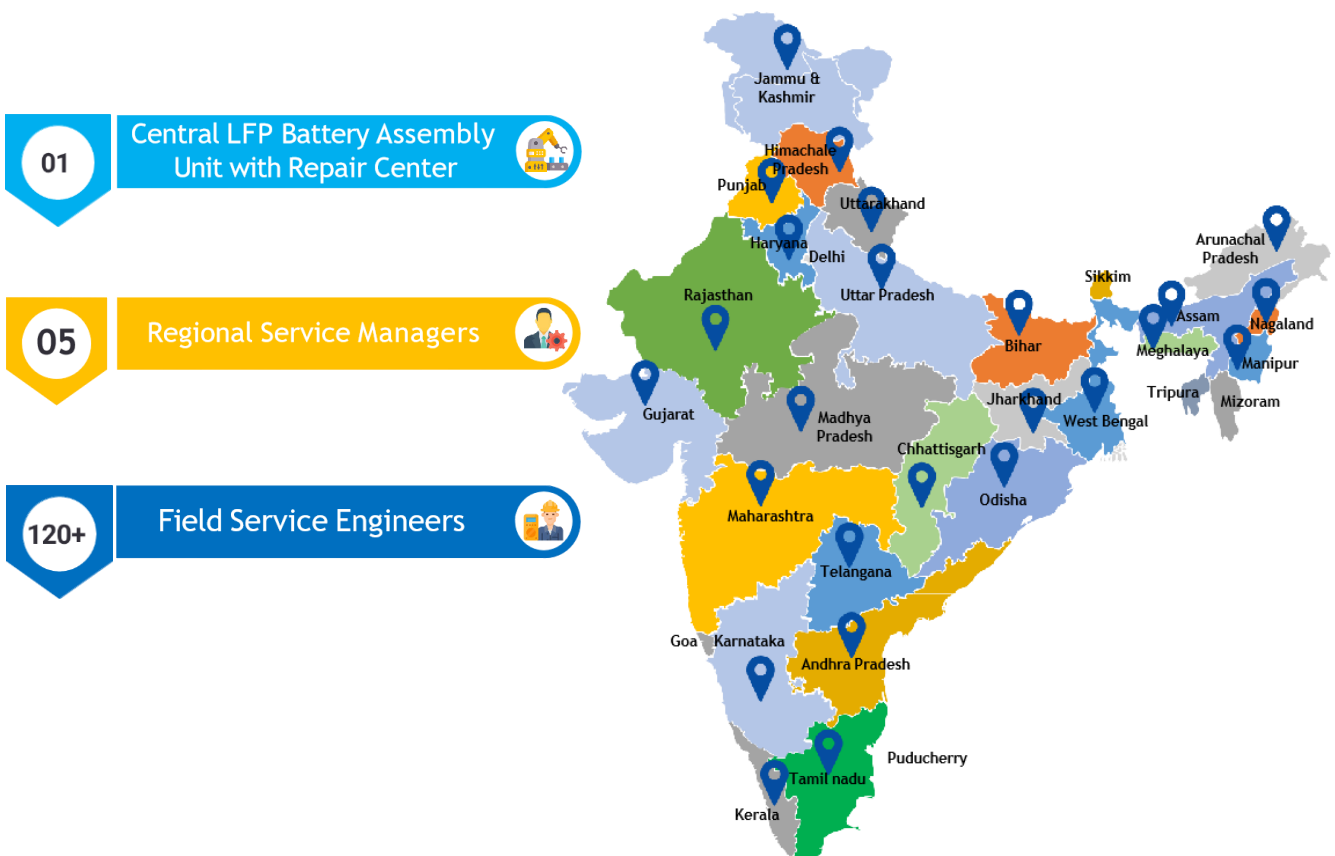 01
Central LFP Battery Assembly
Unit with Repair Center
05
Regional Service Managers
120+
Field Service Engineers
Jammu &
Kashmir
Himachale
Pradesh
Punjab
Uttarakhand
Haryana
Delhi
Arunachal
Pradesh
Sikkim
Rajasthan
Uttar Pradesh
Assam
Nagaland
Bihar
Meghalaya
Manipur
Tripura
Mizoram
Jharkhand
Gujarat
Madhya
Pradesh
West Bengal
Chhattisgarh
Odisha
Maharashtra
Telangana
Goa
Karnataka
Andhra Pradesh
Puducherry
Tamil nadu
Kerala